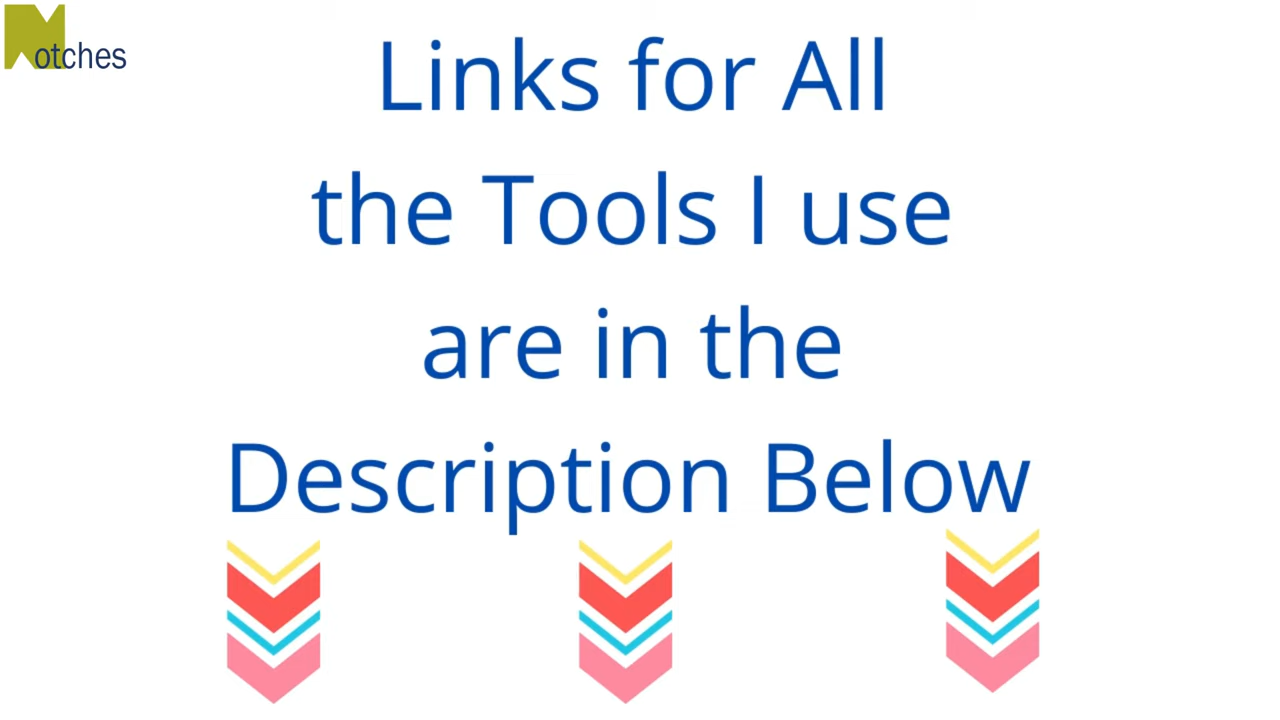 Notches
Links for All
the Tools I use
are in the
Description Below